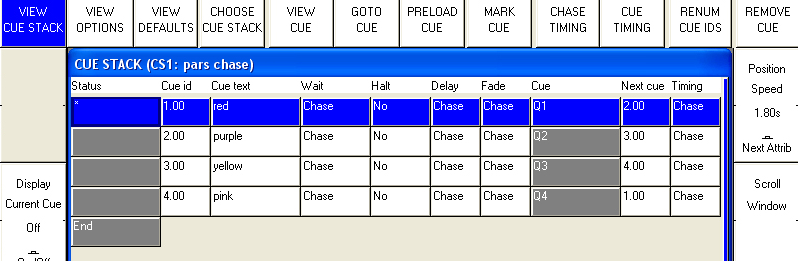 VIEW CUE STACK VIEW OPTIONS VIEW DEFAULTS CHOOSE CUE STACK VIEW CUE GOTO CUE PRELOAD CUE MARK CUE CHASE TIMING CUE TIMING RENUM CUE IDS REMOVE CUE
CUE STACK (CS1: pars chase)
Status Cue id Cue text Wait Halt Delay Fade Cue Next cue Timing
* 1.00 red Chase No Chase Chase Q1 2.00 Chase
2.00 purple Chase No Chase Chase Q2 3.00 Chase
3.00 yellow Chase No Chase Chase Q3 4.00 Chase
4.00 pink Chase No Chase Chase Q4 1.00 Chase
End
Position
Speed
1.80s
Next Attrib
Display
Current Cue
Off
Scroll
Window